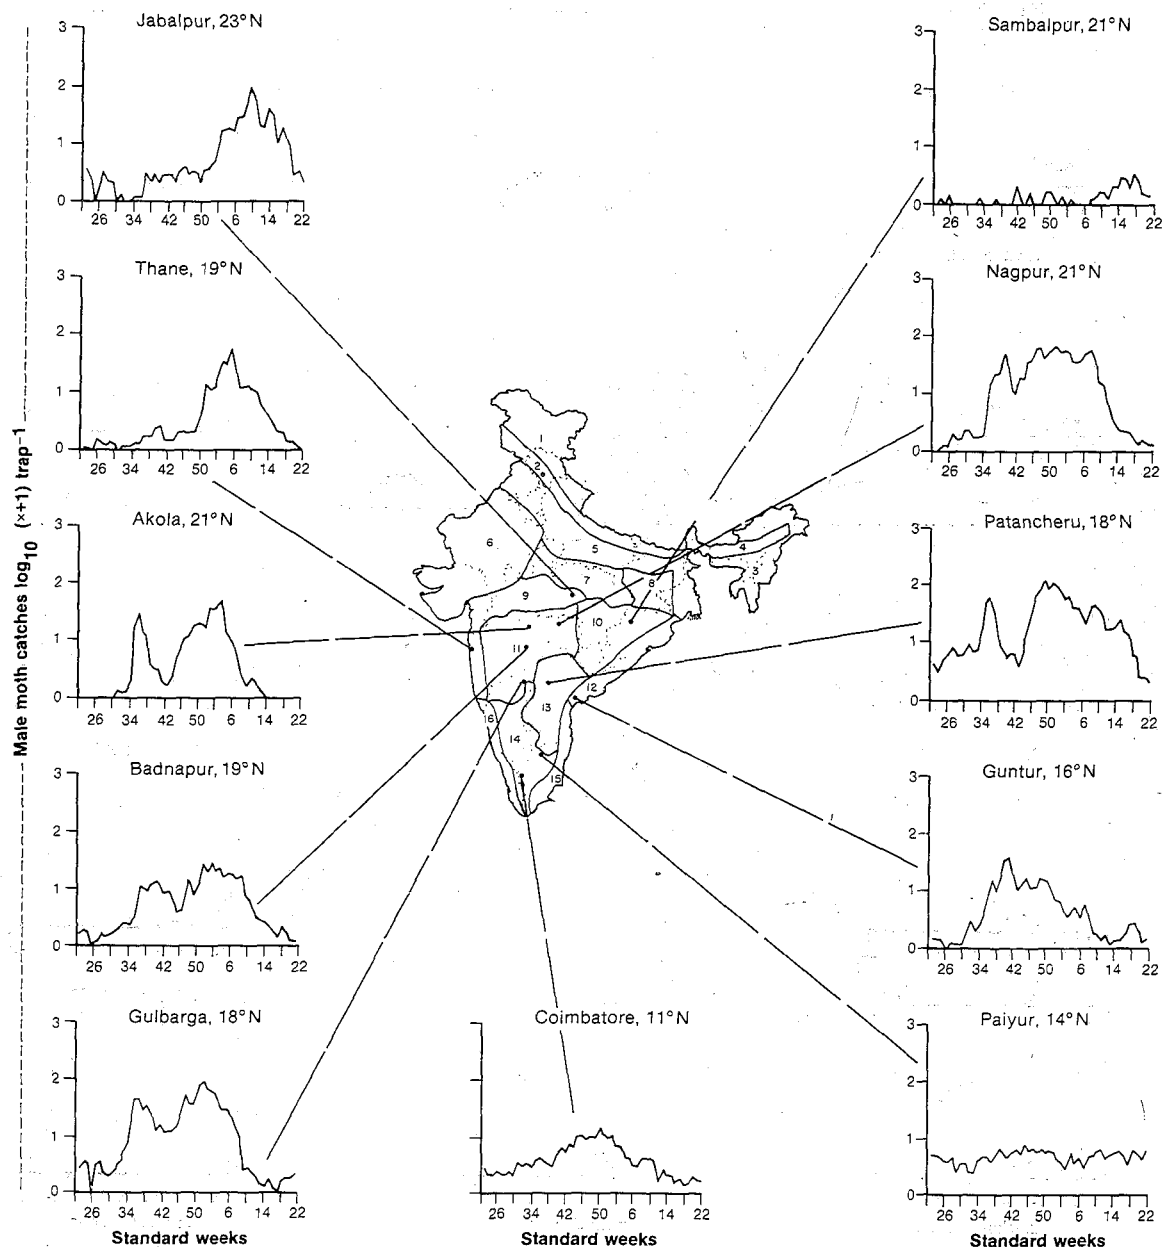 Jabalpur, 23°N
3
2
1
0
26 34 42 50 6 14 22
Thane, 19°N
3
2
1
0
26 34 42 50 6 14 22
Akola, 21°N
3
2
1
0
26 34 42 50 6 14 22
Badnapur, 19°N
3
2
1
0
26 34 42 50 6 14 22
Gulbarga, 18°N
3
2
1
0
26 34 42 50 6 14 22
Standard weeks
Male moth catches log10 (×+1) trap−1
1
2
3
4
5
6
7
8
9
10
11
12
13
14
15
16
Coimbatore, 11°N
26 34 42 50 6 14 22
Standard weeks
Sambalpur, 21°N
3
2
1
0
26 34 42 50 6 14 22
Nagpur, 21°N
3
2
1
0
26 34 42 50 6 14 22
Patancheru, 18°N
3
2
1
0
26 34 42 50 6 14 22
Guntur, 16°N
3
2
1
0
26 34 42 50 6 14 22
Paiyur, 14°N
3
2
1
0
26 34 42 50 6 14 22
Standard weeks